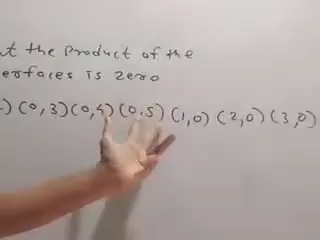 t the Product of the
erfaces is zero
) (0,3) (0,4) (0,5) (1,0) (2,0) (3,0)